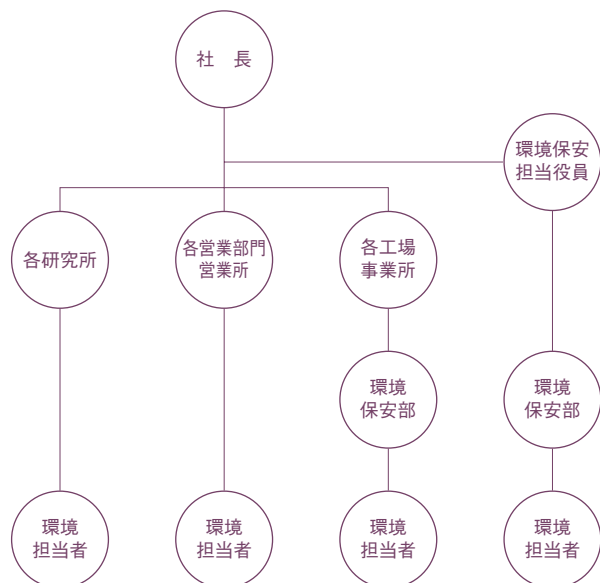 社　長
環境保安
担当役員
各研究所
各営業部門
営業所
各工場
事業所
環境
保安部
環境
保安部
環境
担当者
環境
担当者
環境
担当者
環境
担当者